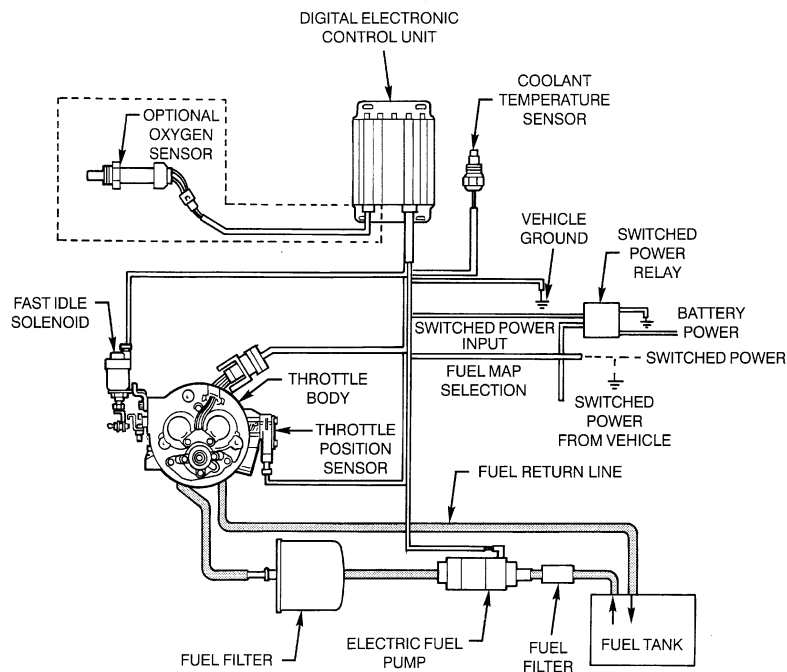 DIGITAL ELECTRONIC
CONTROL UNIT
COOLANT
TEMPERATURE
SENSOR
OPTIONAL
OXYGEN
SENSOR
VEHICLE
GROUND
SWITCHED
POWER
RELAY
FAST IDLE
SOLENOID
BATTERY
POWER
SWITCHED POWER
INPUT
FUEL MAP
SELECTION
SWITCHED POWER
THROTTLE
BODY
SWITCHED
POWER
FROM VEHICLE
THROTTLE
POSITION
SENSOR
FUEL RETURN LINE
FUEL FILTER
ELECTRIC FUEL
PUMP
FUEL
FILTER
FUEL TANK